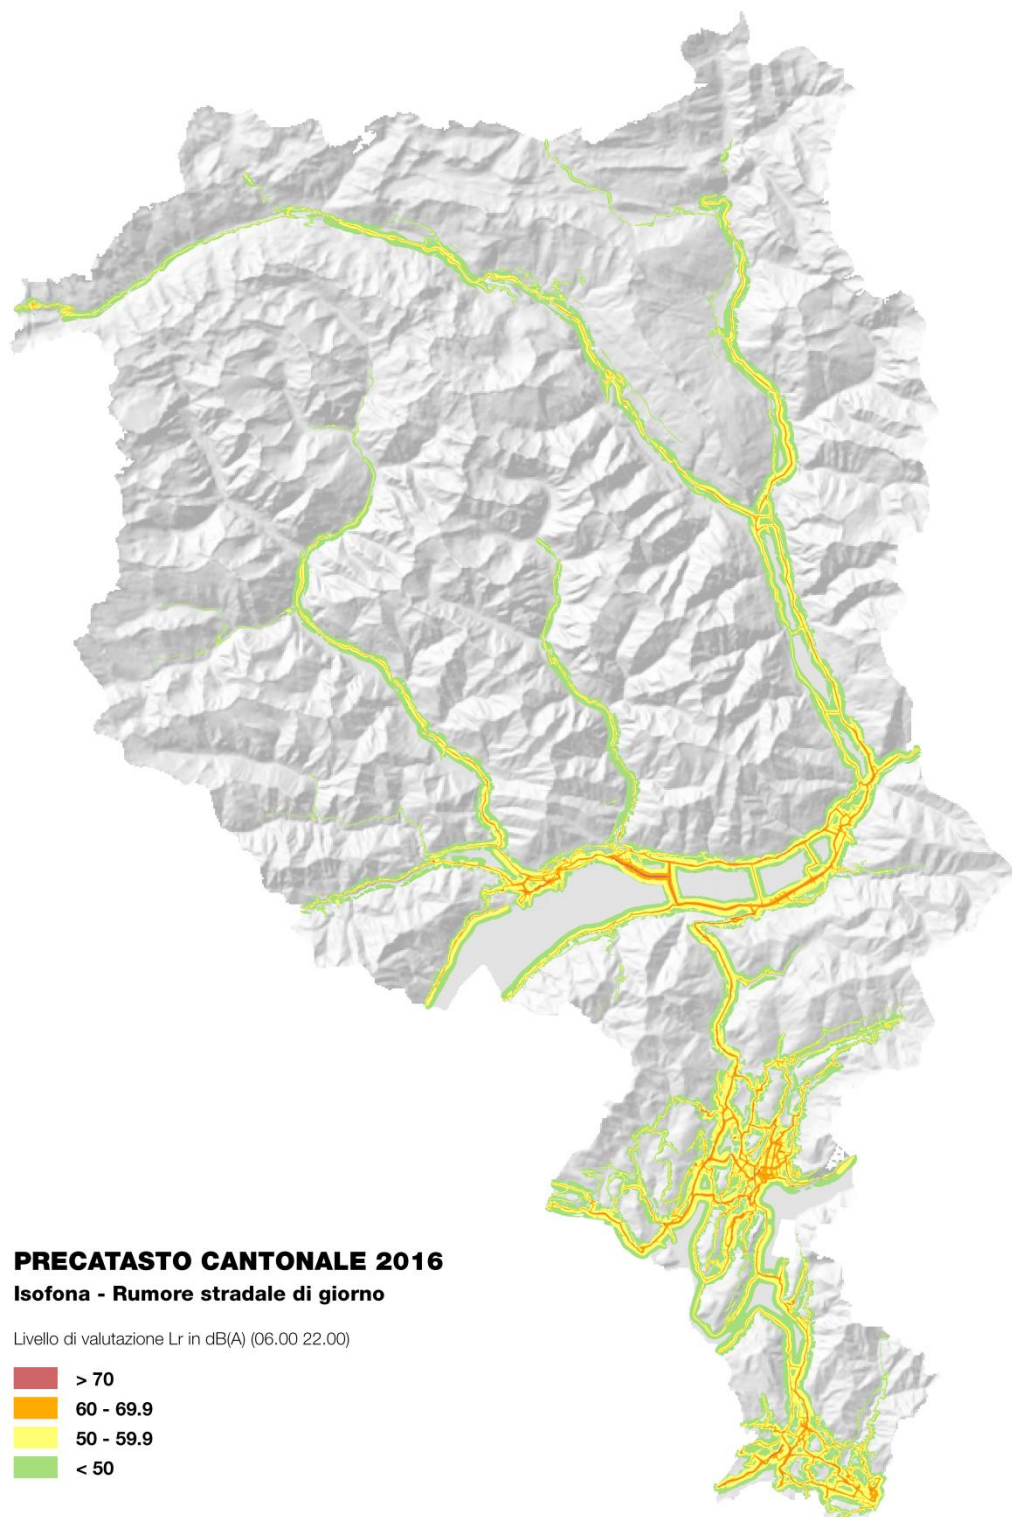 PRECATASTO CANTONALE 2016
Isofona - Rumore stradale di giorno
Livello di valutazione Lr in dB(A) (06.00 22.00)
> 70
60 - 69.9
50 - 59.9
< 50